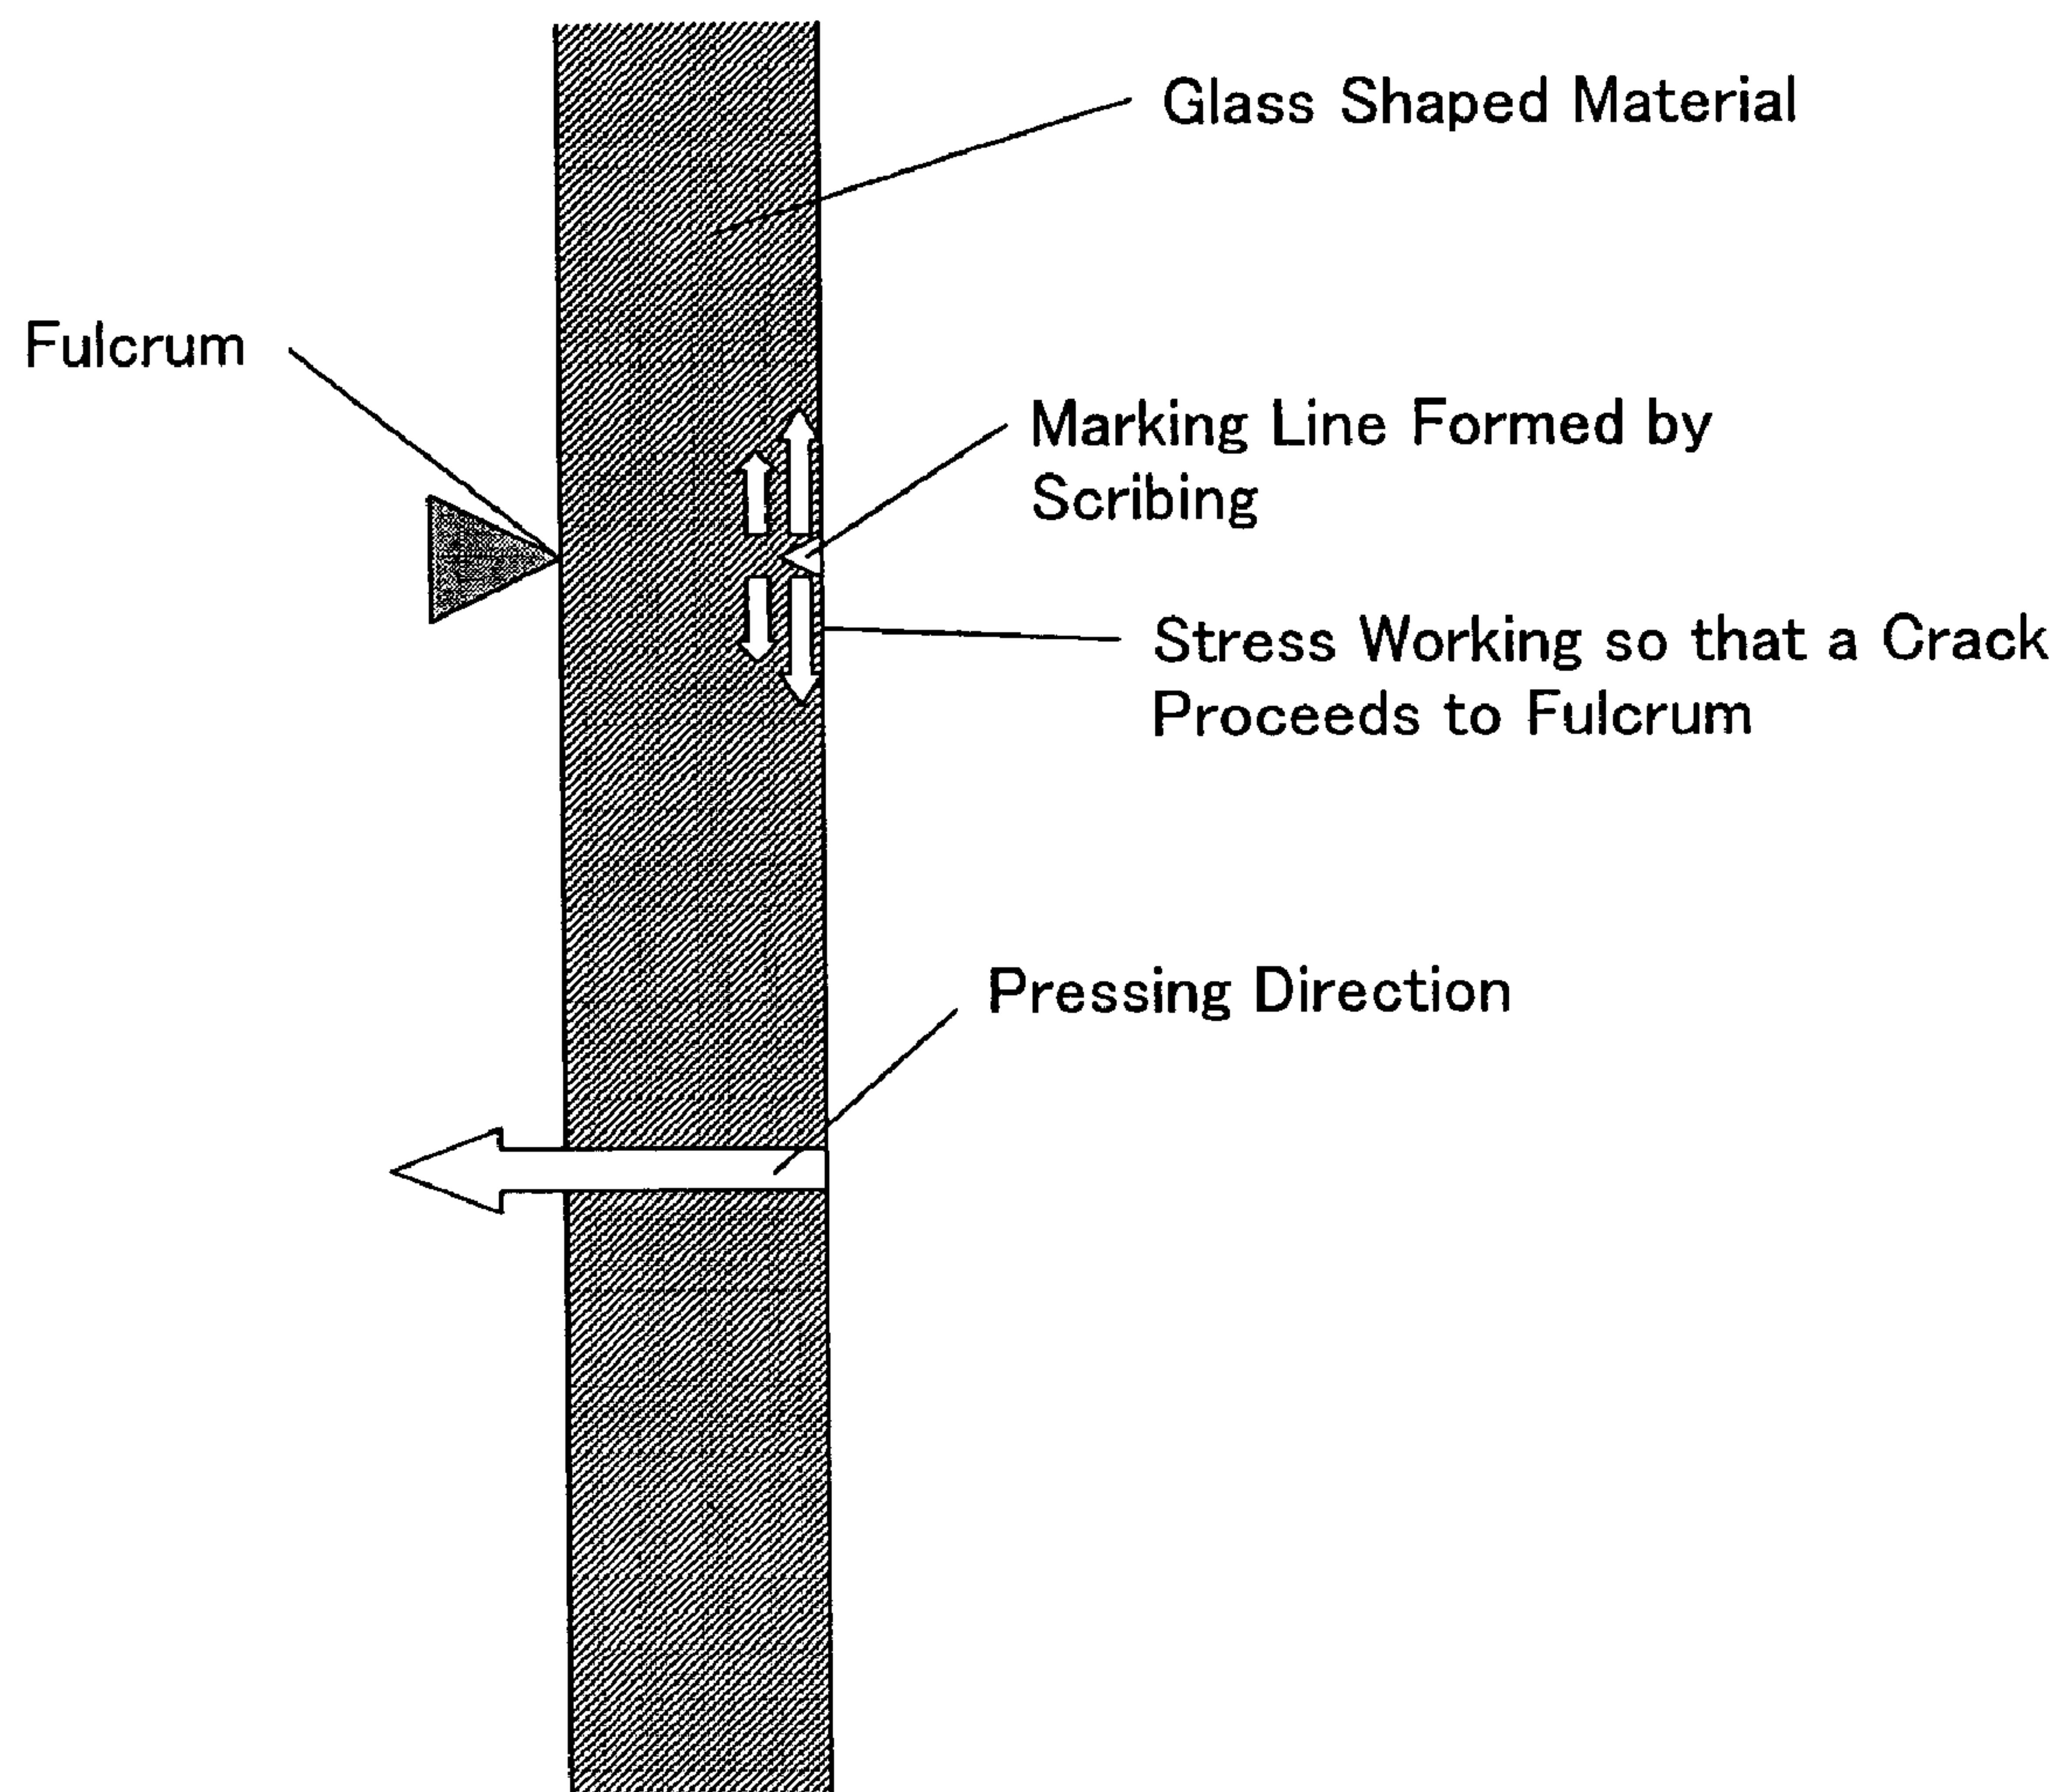 Glass Shaped Material
Fulcrum
Marking Line Formed by
Scribing
Stress Working so that a Crack
Proceeds to Fulcrum
Pressing Direction